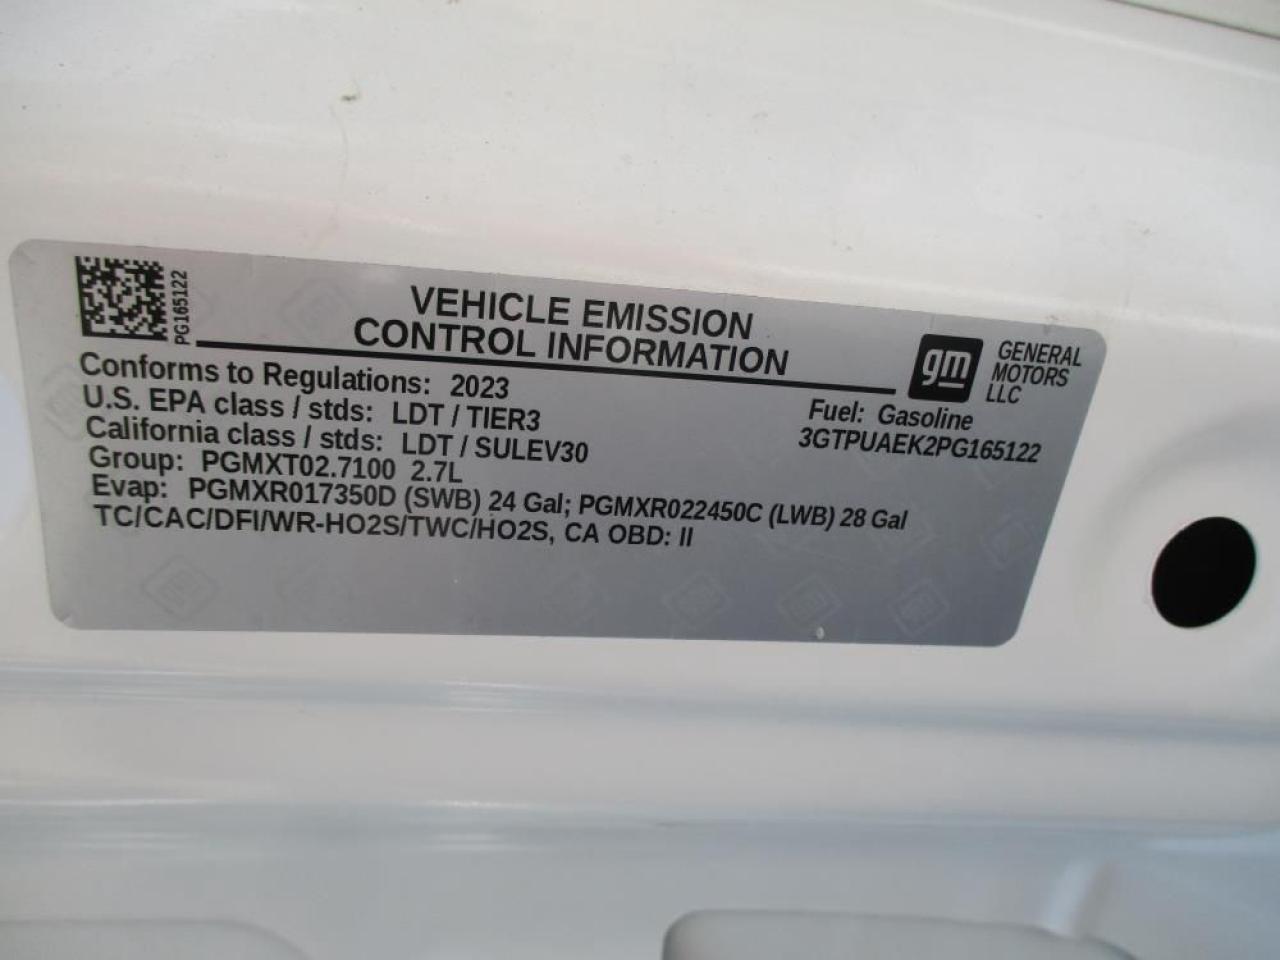 PG165122
VEHICLE EMISSION
CONTROL INFORMATION
gm
GENERAL
MOTORS
LLC
Conforms to Regulations: 2023
U.S. EPA class / stds: LDT / TIER3
California class / stds: LDT / SULEV30
Group: PGMXT02.7100 2.7L
Evap: PGMXR017350D (SWB) 24 Gal; PGMXR022450C (LWB) 28 Gal
TC/CAC/DFI/WR-HO2S/TWC/HO2S, CA OBD: II
Fuel: Gasoline
3GTPUAEK2PG165122